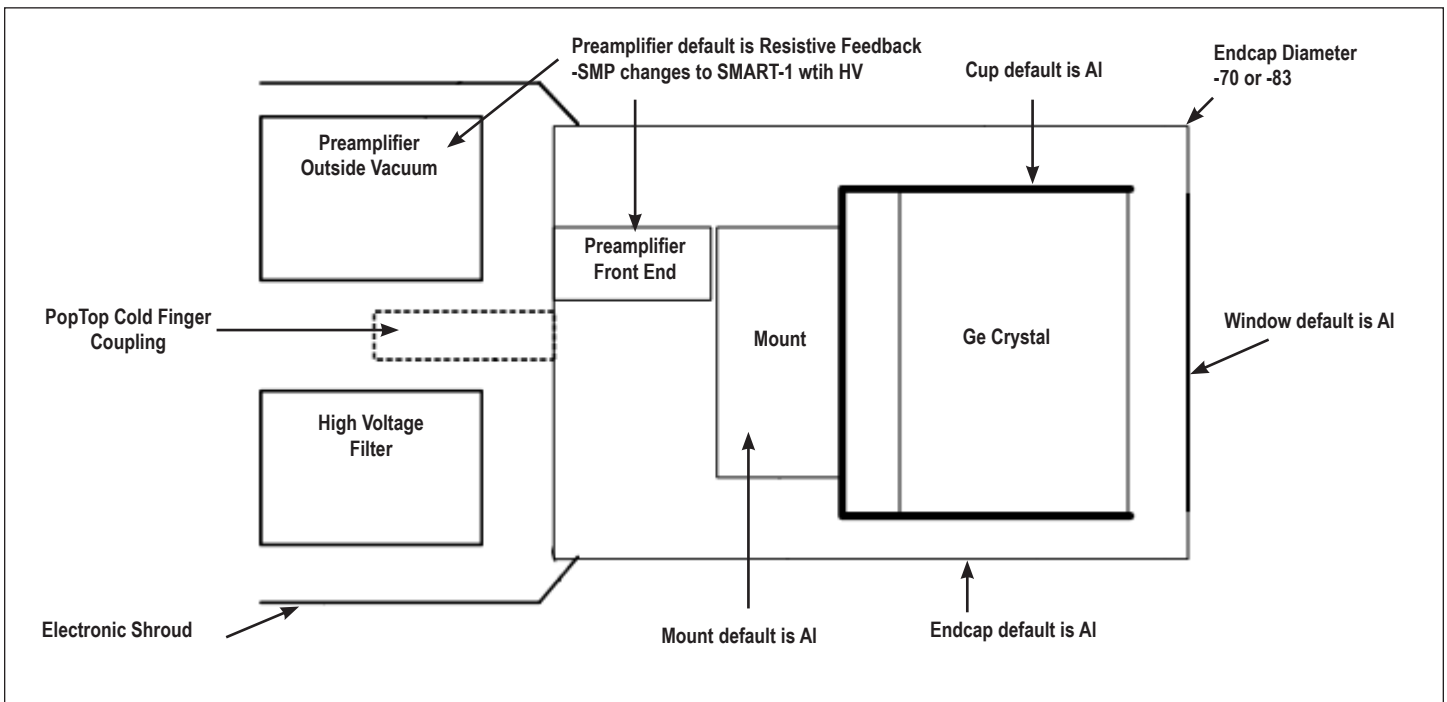 Preamplifier default is Resistive Feedback
-SMP changes to SMART-1 wtih HV
Endcap Diameter
-70 or -83
Cup default is Al
Preamplifier
Outside Vacuum
Preamplifier
Front End
PopTop Cold Finger
Coupling
Mount
Ge Crystal
Window default is Al
High Voltage
Filter
Electronic Shroud
Mount default is Al
Endcap default is Al